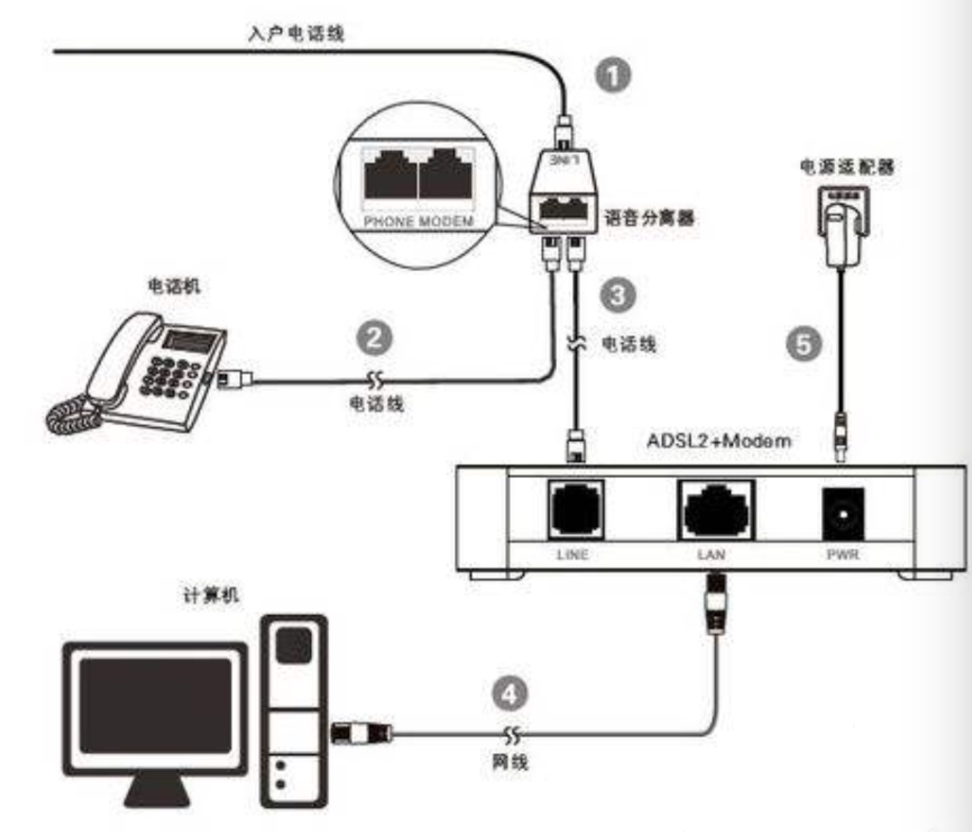 入户电话线
1
LINE
电源适配器
PHONE MODEM
语音分离器
电话机
3
2
电话线
5
电话线
ADSL2+Modem
LINE
LAN
PWR
计算机
4
网线